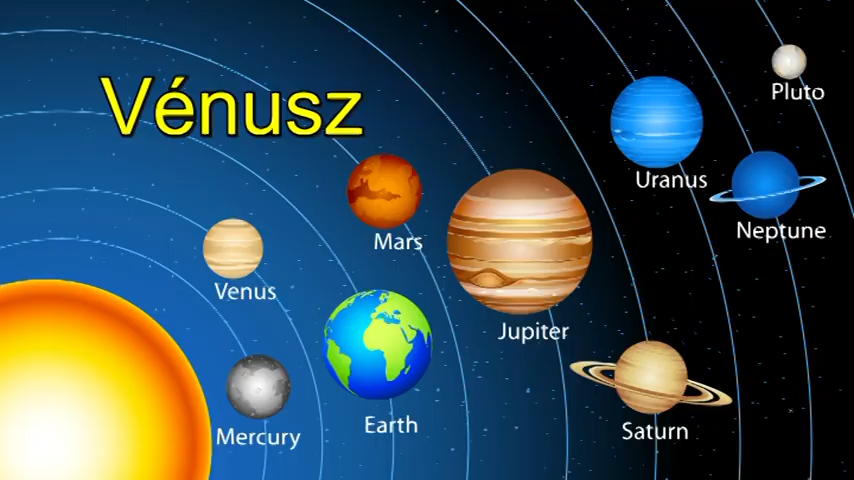 Vénusz
Pluto
Uranus
Neptune
Mars
Venus
Jupiter
Earth
Saturn
Mercury